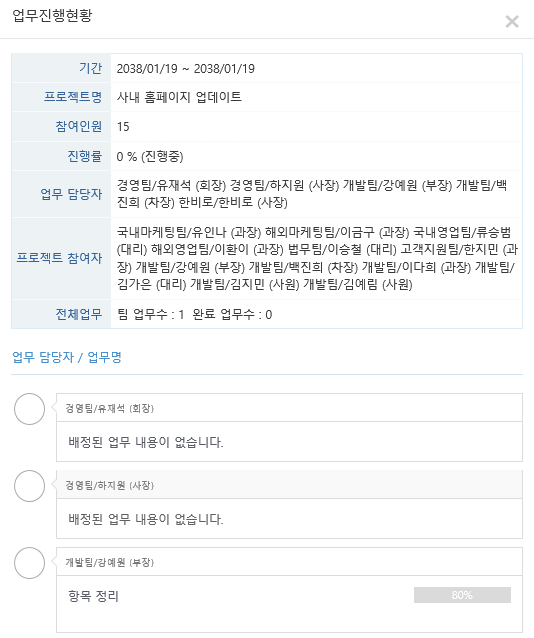 업무진행현황
기간 2038/01/19 ~ 2038/01/19
프로젝트명 사내 홈페이지 업데이트
참여인원 15
진행률 0 % (진행중)
업무 담당자 경영팀/유재석 (회장) 경영팀/하지원 (사장) 개발팀/강예원 (부장) 개발팀/백
진희 (차장) 한비로/한비로 (사장)
프로젝트 참여자 국내마케팅팀/유인나 (과장) 해외마케팅팀/이금구 (과장) 국내영업팀/류승범
(대리) 해외영업팀/이환이 (과장) 법무팀/이승철 (대리) 고객지원팀/한지민 (과
장) 개발팀/강예원 (부장) 개발팀/백진희 (차장) 개발팀/이다희 (과장) 개발팀/
김가은 (대리) 개발팀/김지민 (사원) 개발팀/김예림 (사원)
전체업무 팀 업무수 : 1 완료 업무수 : 0
업무 담당자 / 업무명
경영팀/유재석 (회장)
배정된 업무 내용이 없습니다.
경영팀/하지원 (사장)
배정된 업무 내용이 없습니다.
개발팀/강예원 (부장)
항목 정리 80%